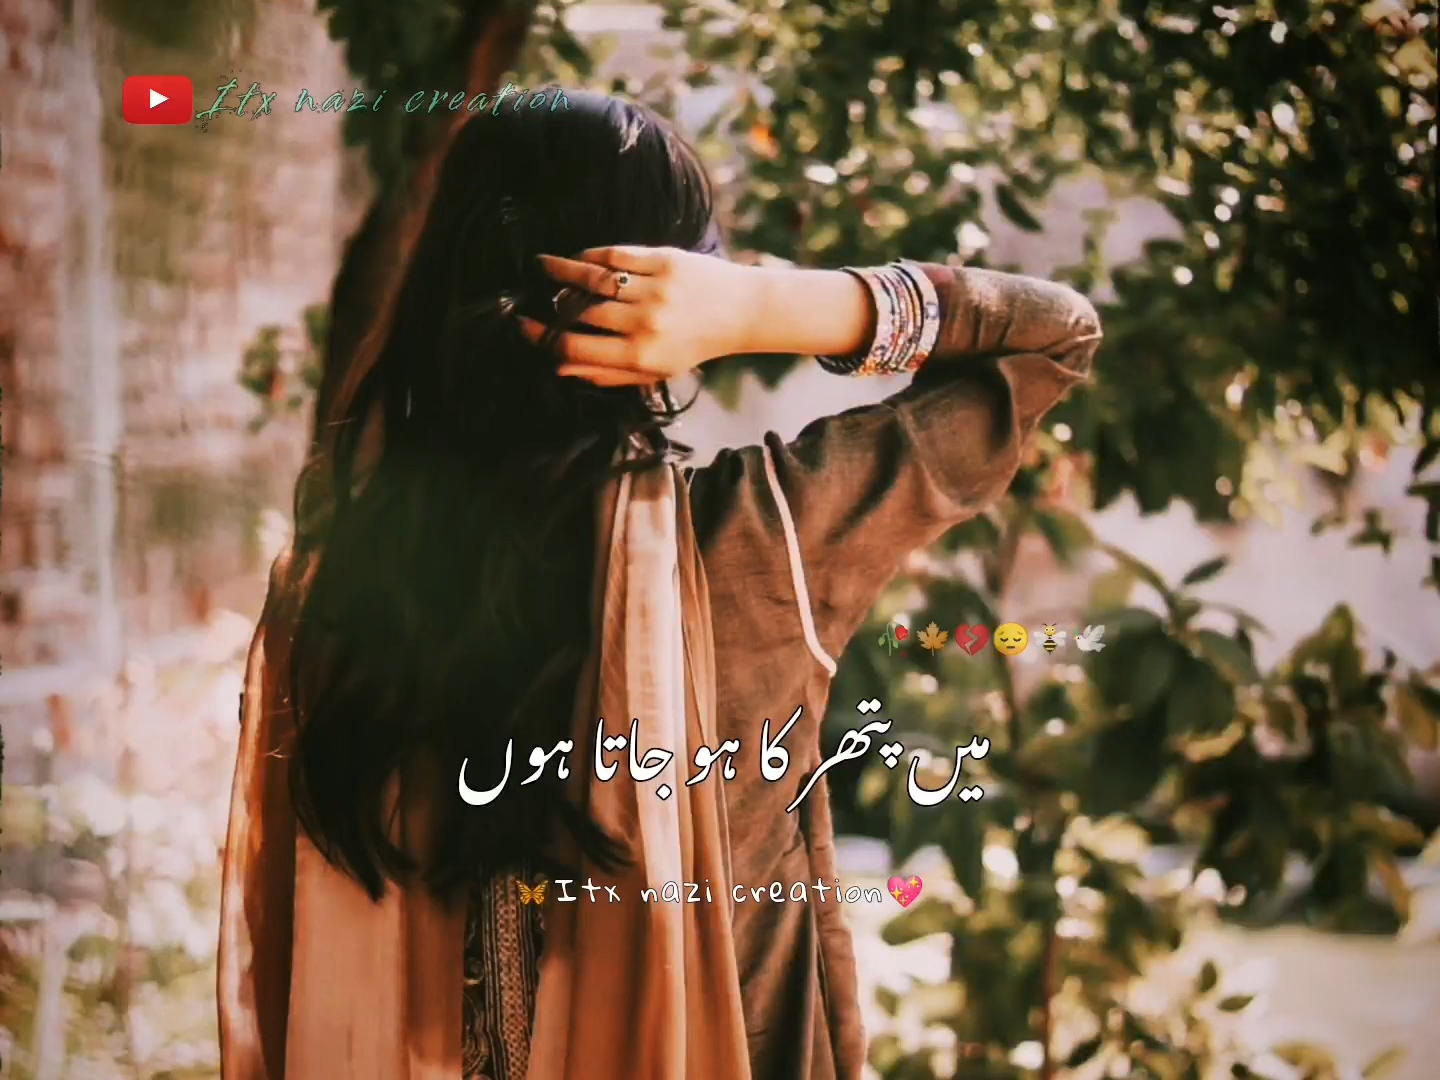 Itx nazi creation
🥀🍁💔😔🐝🕊️
میں پتھر کا ہو جاتا ہوں
🦋Itx nazi creation💖